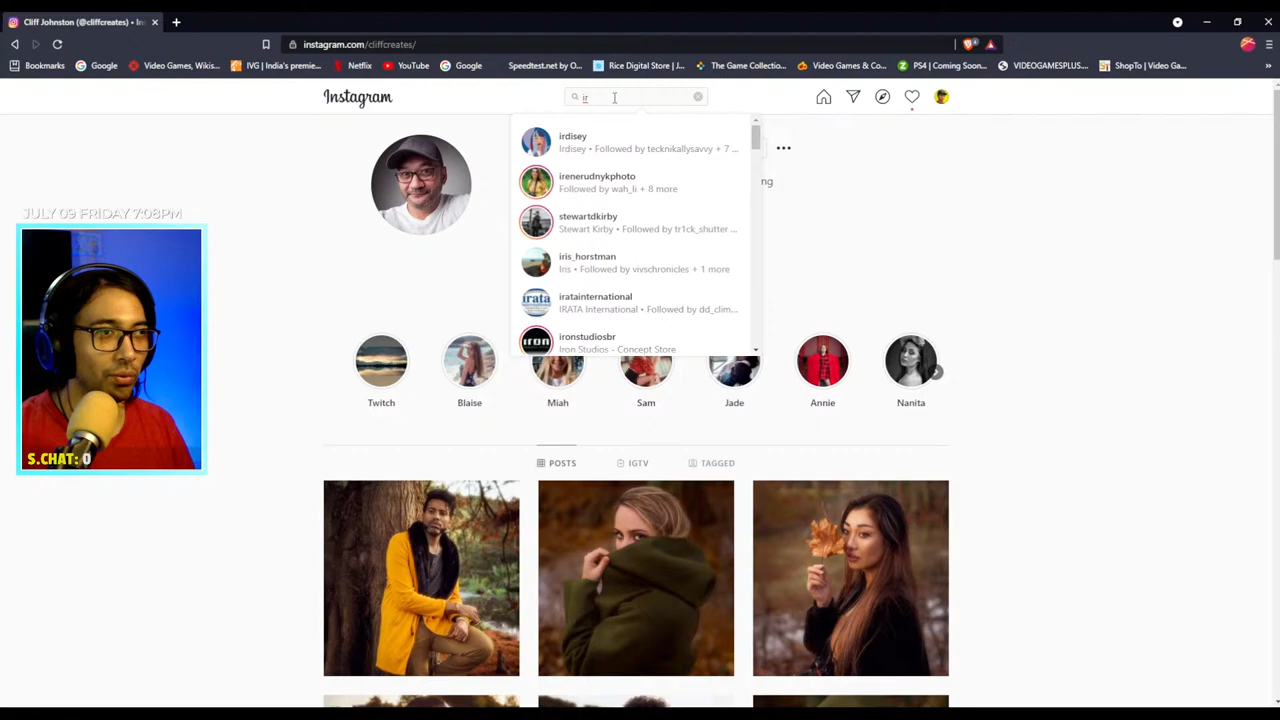 Cliff Johnston (@cliffcreates) • In
instagram.com/cliffcreates/
Bookmarks
Google
Video Games, Wikis...
IVG | India's premie...
Netflix
YouTube
Google
Speedtest.net by O...
Rice Digital Store | J...
The Game Collectio...
Video Games & Co...
PS4 | Coming Soon...
VIDEOGAMESPLUS...
ShopTo | Video Ga...
»
Instagram
ir
irdisey
Irdisey • Followed by tecknikallysavvy + 7 ...
irenerudnykphoto
Followed by wah_li + 8 more
stewartdkirby
Stewart Kirby • Followed by tr1ck_shutter ...
iris_horstman
Iris • Followed by vivschronicles + 1 more
iratainternational
IRATA International • Followed by dd_clim...
irata
ironstudiosbr
Iron Studios - Concept Store
IRON
ng
JULY 09 FRIDAY 7:08PM
S.CHAT: 0
Twitch
Blaise
Miah
Sam
Jade
Annie
Nanita
POSTS
IGTV
TAGGED